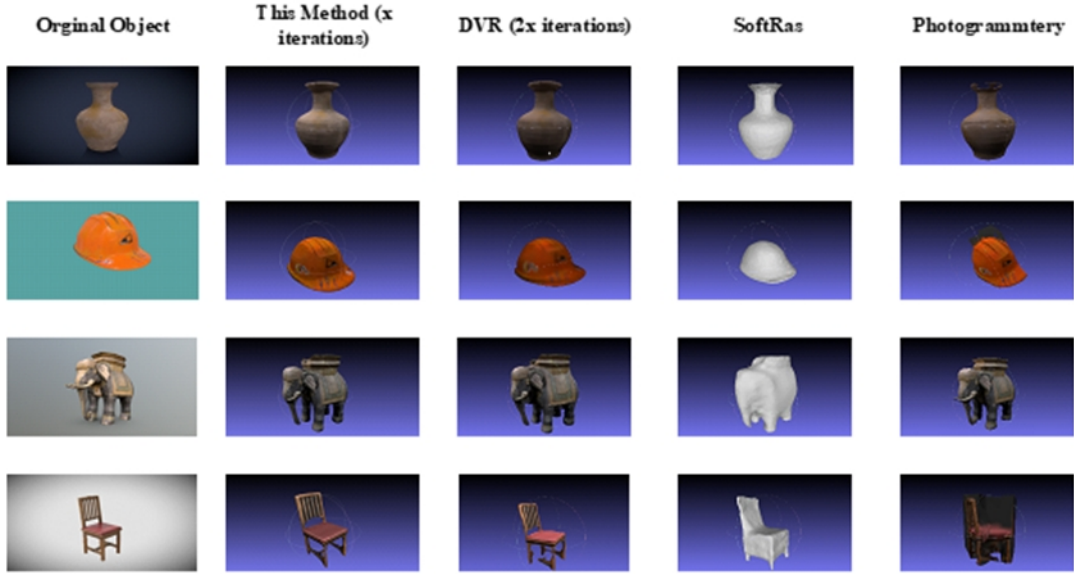 Orginal Object
This Method (x
iterations)
DVR (2x iterations)
SoftRas
Photogrammtery